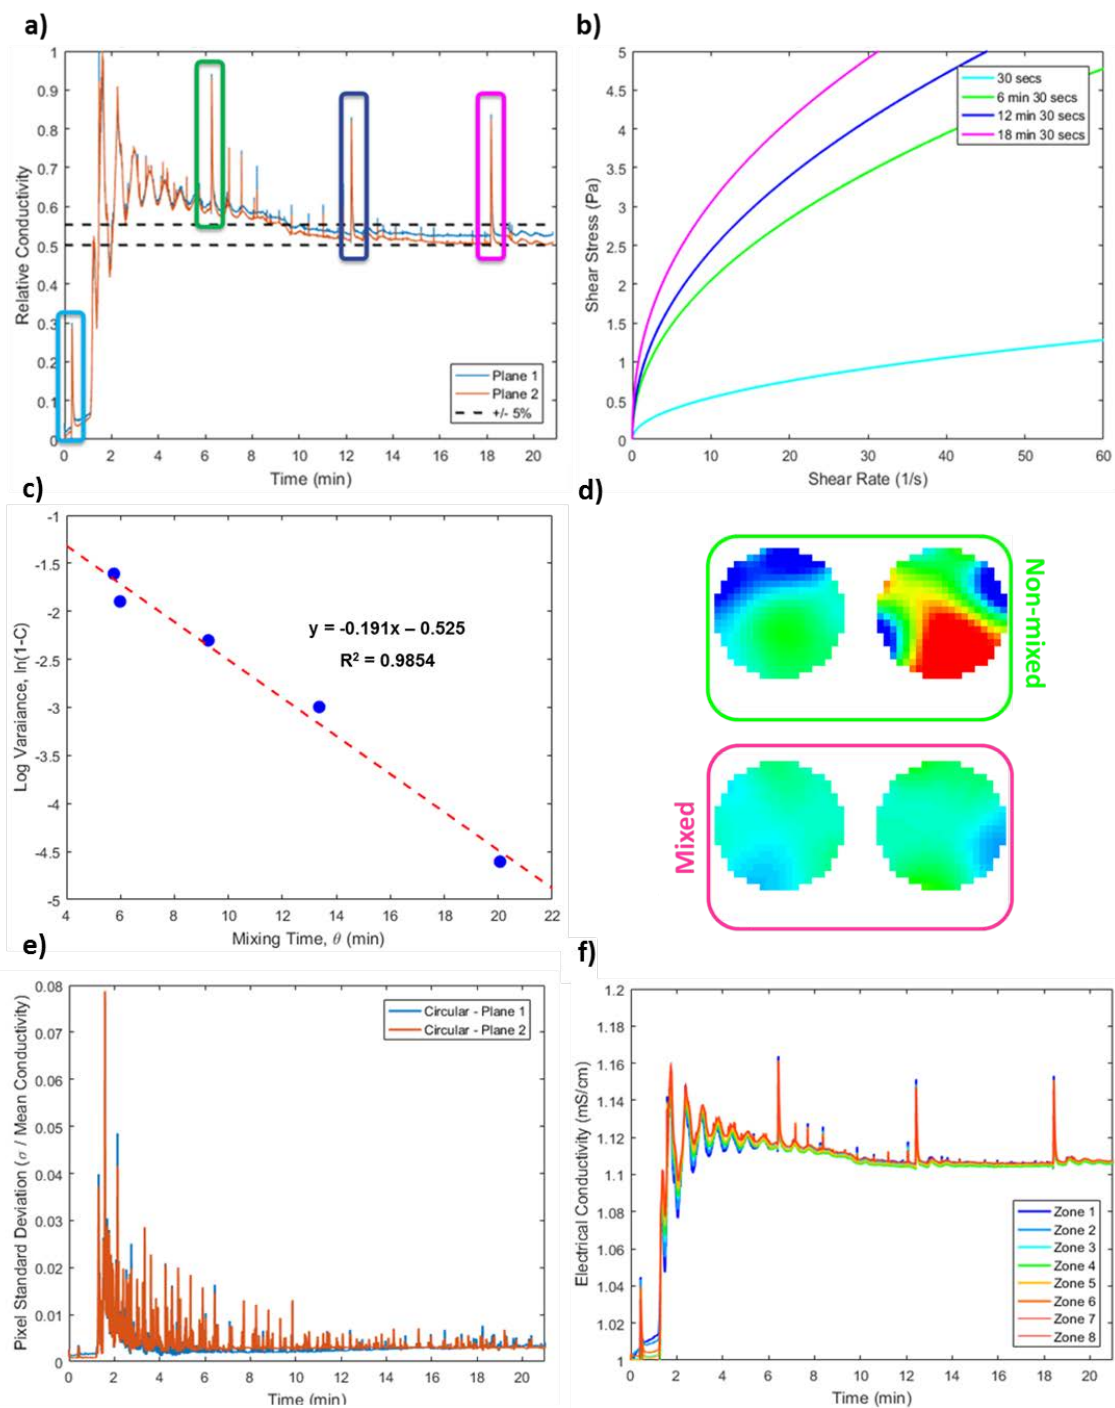 a)
1
0.9
0.8
0.7
0.6
0.5
0.4
0.3
0.2
0.1
0
Relative Conductivity
0 2 4 6 8 10 12 14 16 18 20
Time (min)
Plane 1
Plane 2
+/- 5%
b)
5
4.5
4
3.5
3
2.5
2
1.5
1
0.5
0
Shear Stress (Pa)
0 10 20 30 40 50 60
Shear Rate (1/s)
30 secs
6 min 30 secs
12 min 30 secs
18 min 30 secs
c)
-1
-1.5
-2
-2.5
-3
-3.5
-4
-4.5
-5
Log Varaiance, ln(1-C)
y = -0.191x – 0.525
R² = 0.9854
4 6 8 10 12 14 16 18 20 22
Mixing Time, θ (min)
d)
Non-mixed
Mixed
e)
0.08
0.07
0.06
0.05
0.04
0.03
0.02
0.01
0
Pixel Standard Deviation (σ / Mean Conductivity)
Circular - Plane 1
Circular - Plane 2
0 2 4 6 8 10 12 14 16 18 20
Time (min)
f)
1.2
1.18
1.16
1.14
1.12
1.1
1.08
1.06
1.04
1.02
1
Electrical Conductivity (mS/cm)
Zone 1
Zone 2
Zone 3
Zone 4
Zone 5
Zone 6
Zone 7
Zone 8
0 2 4 6 8 10 12 14 16 18 20
Time (min)